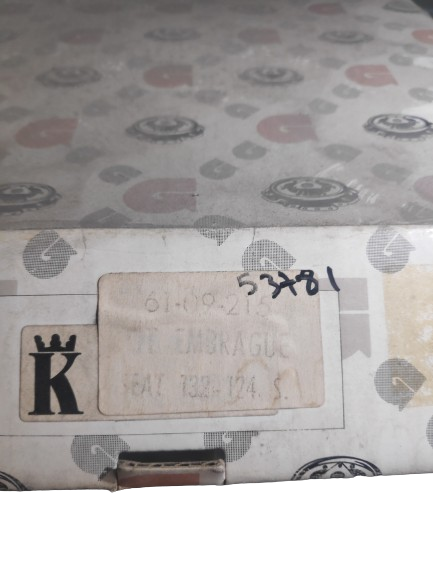 53781
61-09-215
EMBRAGUE
SEAT 132-124 S.
K